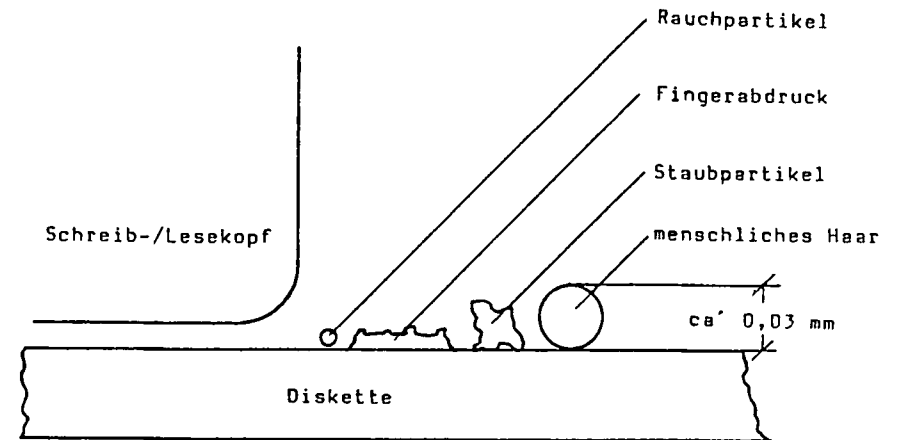 Rauchpartikel
Fingerabdruck
Staubpartikel
Schreib-/Lesekopf
menschliches Haar
ca´ 0,03 mm
Diskette